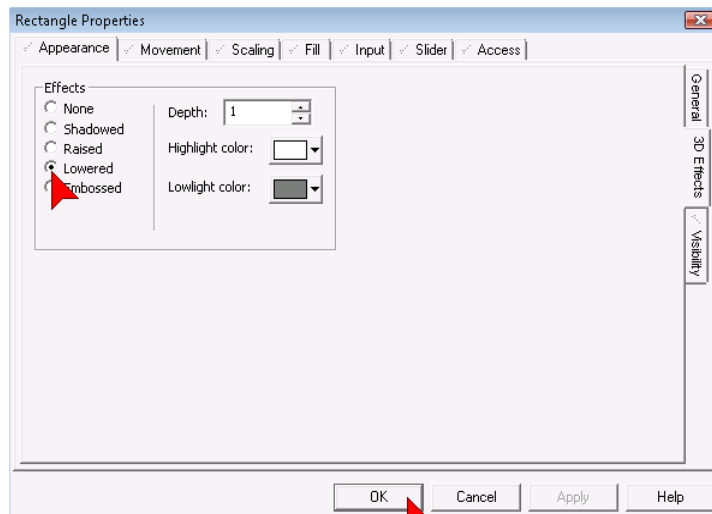 Rectangle Properties
Appearance Movement Scaling Fill Input Slider Access
General
3D Effects
Visibility
Effects
None
Shadowed
Raised
Lowered
Embossed
Depth: 1
Highlight color:
Lowlight color:
OK Cancel Apply Help